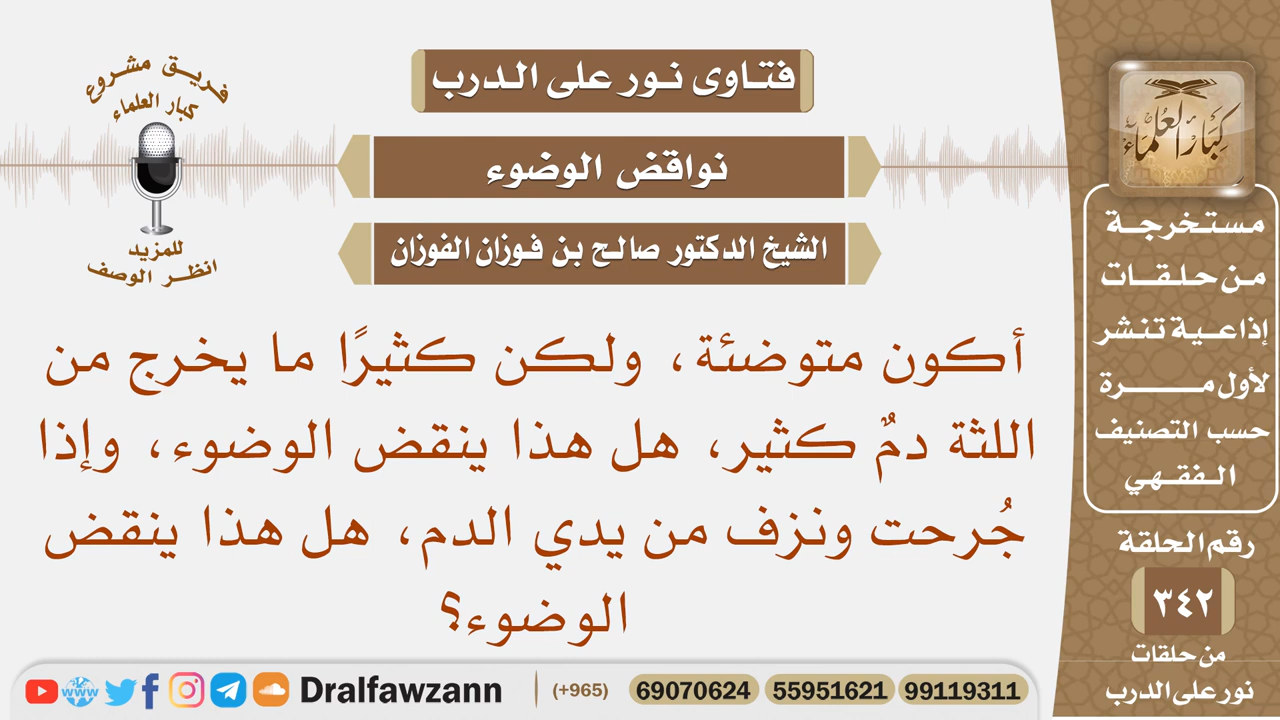 فتاوى نور على الدرب
نواقض الوضوء
الشيخ الدكتور صالح بن فوزان الفوزان
فريق مشروع
كبار العلماء
للمزيد
انظر الوصف
أكون متوضئة، ولكن كثيرًا ما يخرج من
اللثة دمٌ كثير، هل هذا ينقض الوضوء، وإذا
جُرحت ونزف من يدي الدم، هل هذا ينقض
الوضوء؟
كبار العلماء
مستخرجة
من حلقات
إذاعية تنشر
لأول مرة
حسب التصنيف
الفقهي
رقم الحلقة
٣٤٢
من حلقات
نور على الدرب
www Dralfawzann (+965) 69070624 55951621 99119311